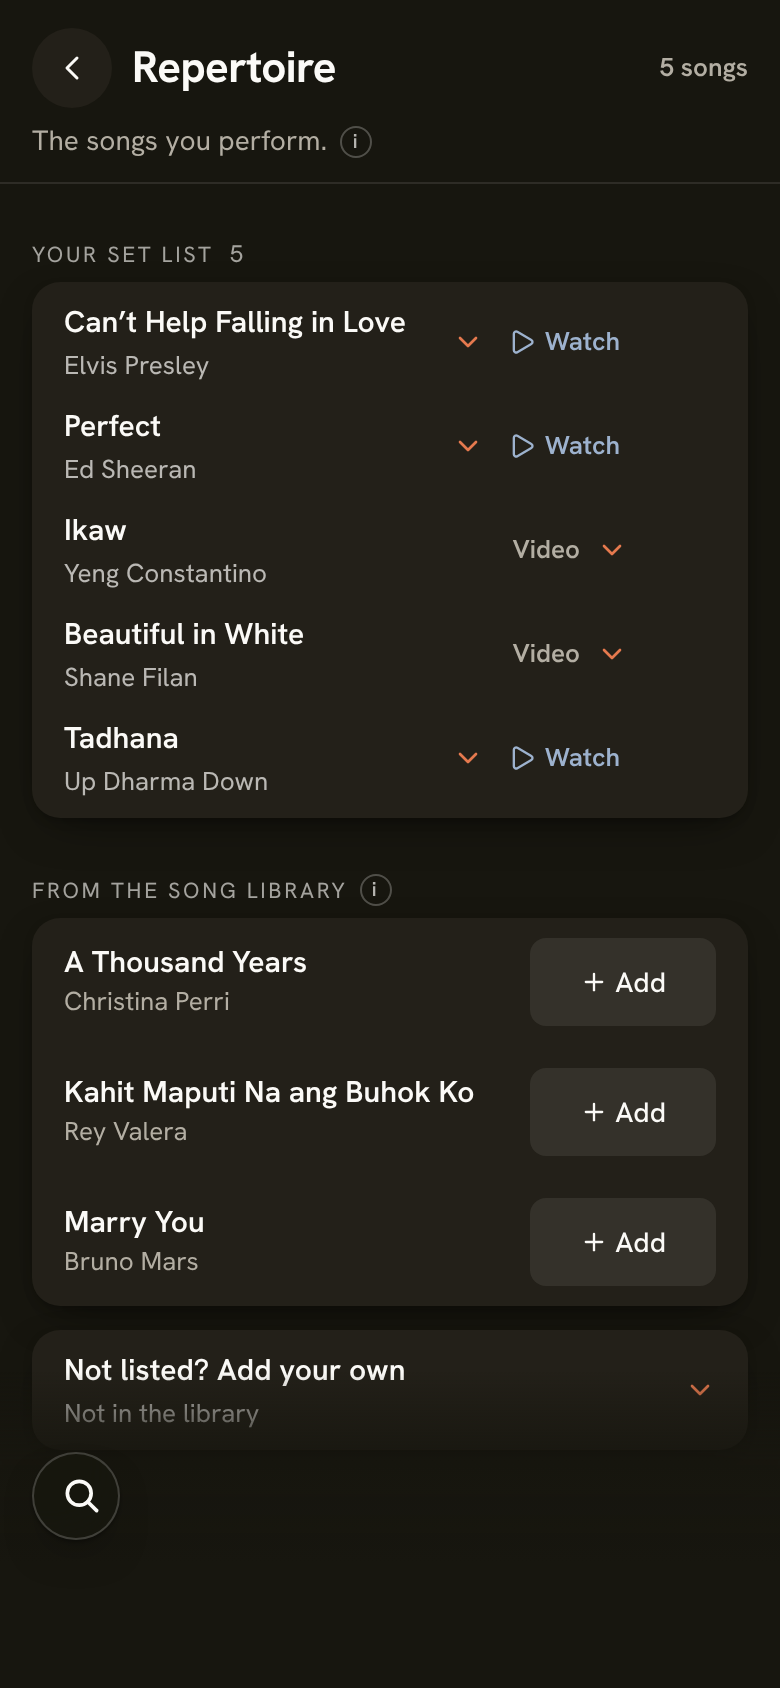 Repertoire
5 songs
The songs you perform.
YOUR SET LIST 5
Can’t Help Falling in Love
Elvis Presley
Watch
Perfect
Ed Sheeran
Watch
Ikaw
Yeng Constantino
Video
Beautiful in White
Shane Filan
Video
Tadhana
Up Dharma Down
Watch
FROM THE SONG LIBRARY
A Thousand Years
Christina Perri
+ Add
Kahit Maputi Na ang Buhok Ko
Rey Valera
+ Add
Marry You
Bruno Mars
+ Add
Not listed? Add your own
Not in the library